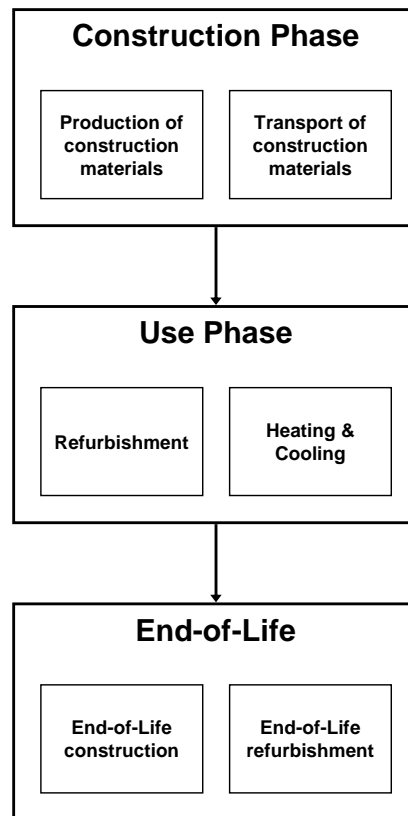 Construction Phase
Production of
construction
materials
Transport of
construction
materials
Use Phase
Refurbishment
Heating &
Cooling
End-of-Life
End-of-Life
construction
End-of-Life
refurbishment